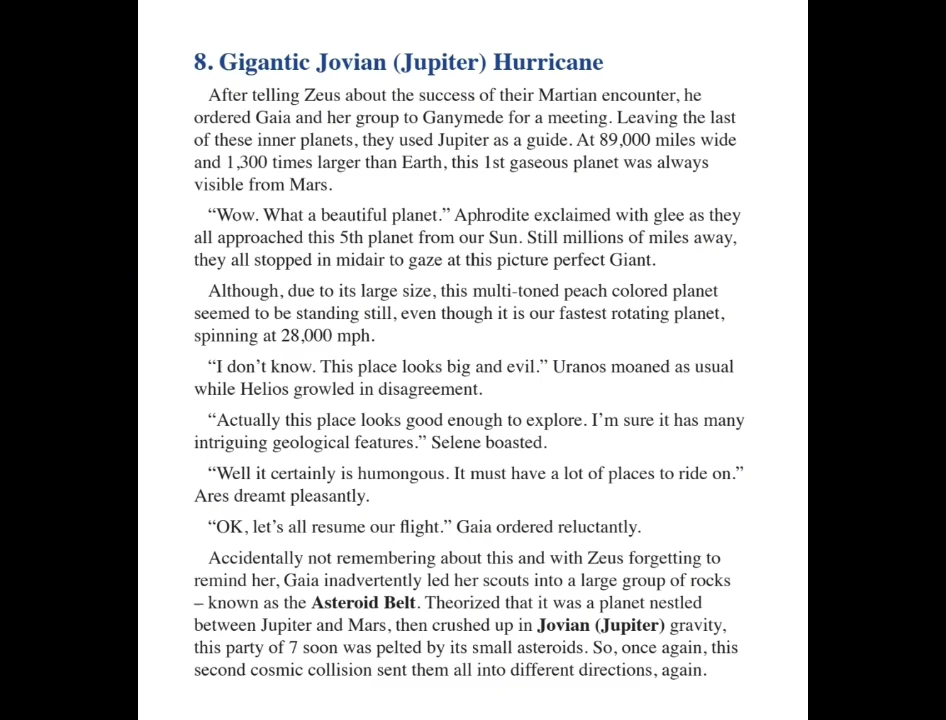 8. Gigantic Jovian (Jupiter) Hurricane
After telling Zeus about the success of their Martian encounter, he
ordered Gaia and her group to Ganymede for a meeting. Leaving the last
of these inner planets, they used Jupiter as a guide. At 89,000 miles wide
and 1,300 times larger than Earth, this 1st gaseous planet was always
visible from Mars.
“Wow. What a beautiful planet.” Aphrodite exclaimed with glee as they
all approached this 5th planet from our Sun. Still millions of miles away,
they all stopped in midair to gaze at this picture perfect Giant.
Although, due to its large size, this multi-toned peach colored planet
seemed to be standing still, even though it is our fastest rotating planet,
spinning at 28,000 mph.
“I don’t know. This place looks big and evil.” Uranos moaned as usual
while Helios growled in disagreement.
“Actually this place looks good enough to explore. I’m sure it has many
intriguing geological features.” Selene boasted.
“Well it certainly is humongous. It must have a lot of places to ride on.”
Ares dreamt pleasantly.
“OK, let’s all resume our flight.” Gaia ordered reluctantly.
Accidentally not remembering about this and with Zeus forgetting to
remind her, Gaia inadvertently led her scouts into a large group of rocks
– known as the Asteroid Belt. Theorized that it was a planet nestled
between Jupiter and Mars, then crushed up in Jovian (Jupiter) gravity,
this party of 7 soon was pelted by its small asteroids. So, once again, this
second cosmic collision sent them all into different directions, again.